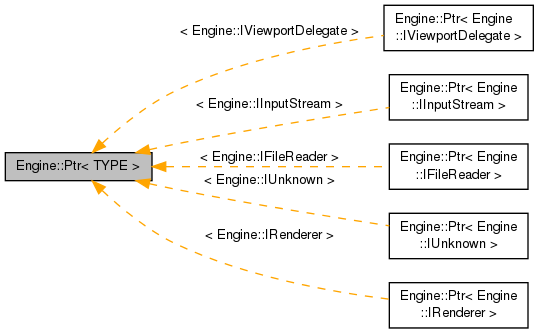 Engine::Ptr< TYPE >
< Engine::IViewportDelegate >
Engine::Ptr< Engine
::IViewportDelegate >
< Engine::IInputStream >
Engine::Ptr< Engine
::IInputStream >
< Engine::IFileReader >
Engine::Ptr< Engine
::IFileReader >
< Engine::IUnknown >
Engine::Ptr< Engine
::IUnknown >
< Engine::IRenderer >
Engine::Ptr< Engine
::IRenderer >